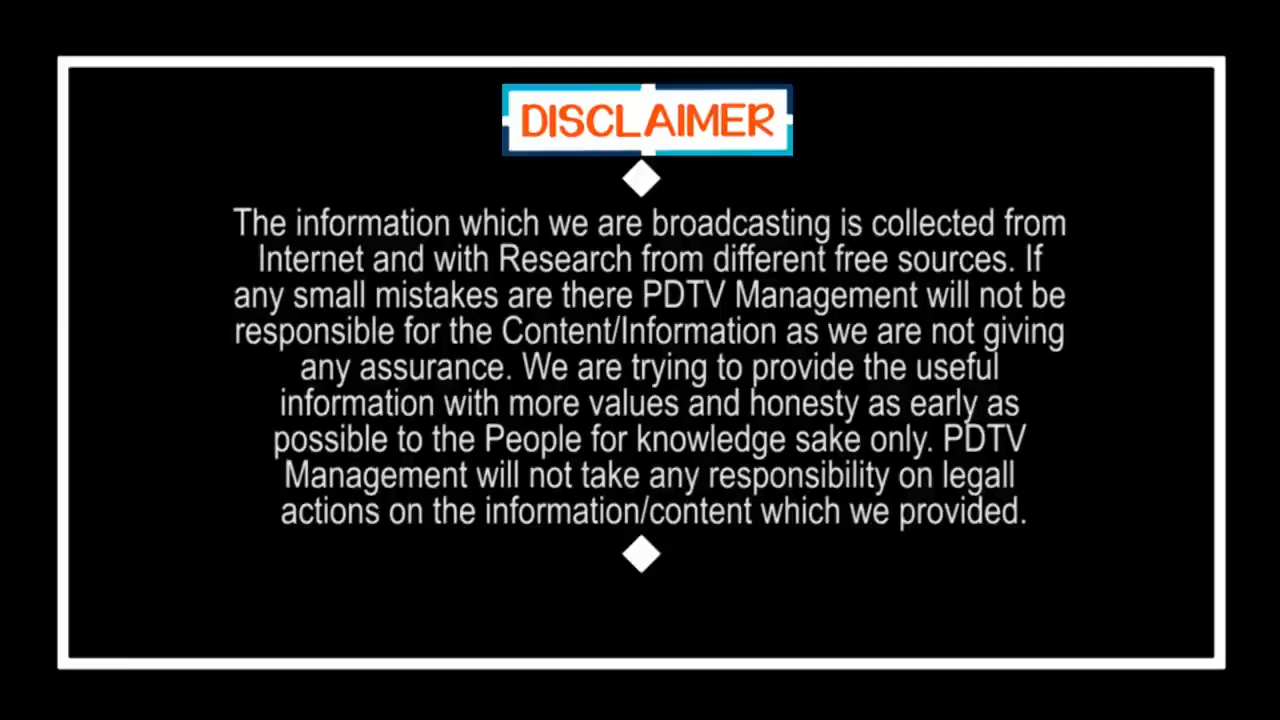 DISCLAIMER
The information which we are broadcasting is collected from
Internet and with Research from different free sources. If
any small mistakes are there PDTV Management will not be
responsible for the Content/Information as we are not giving
any assurance. We are trying to provide the useful
information with more values and honesty as early as
possible to the People for knowledge sake only. PDTV
Management will not take any responsibility on legall
actions on the information/content which we provided.